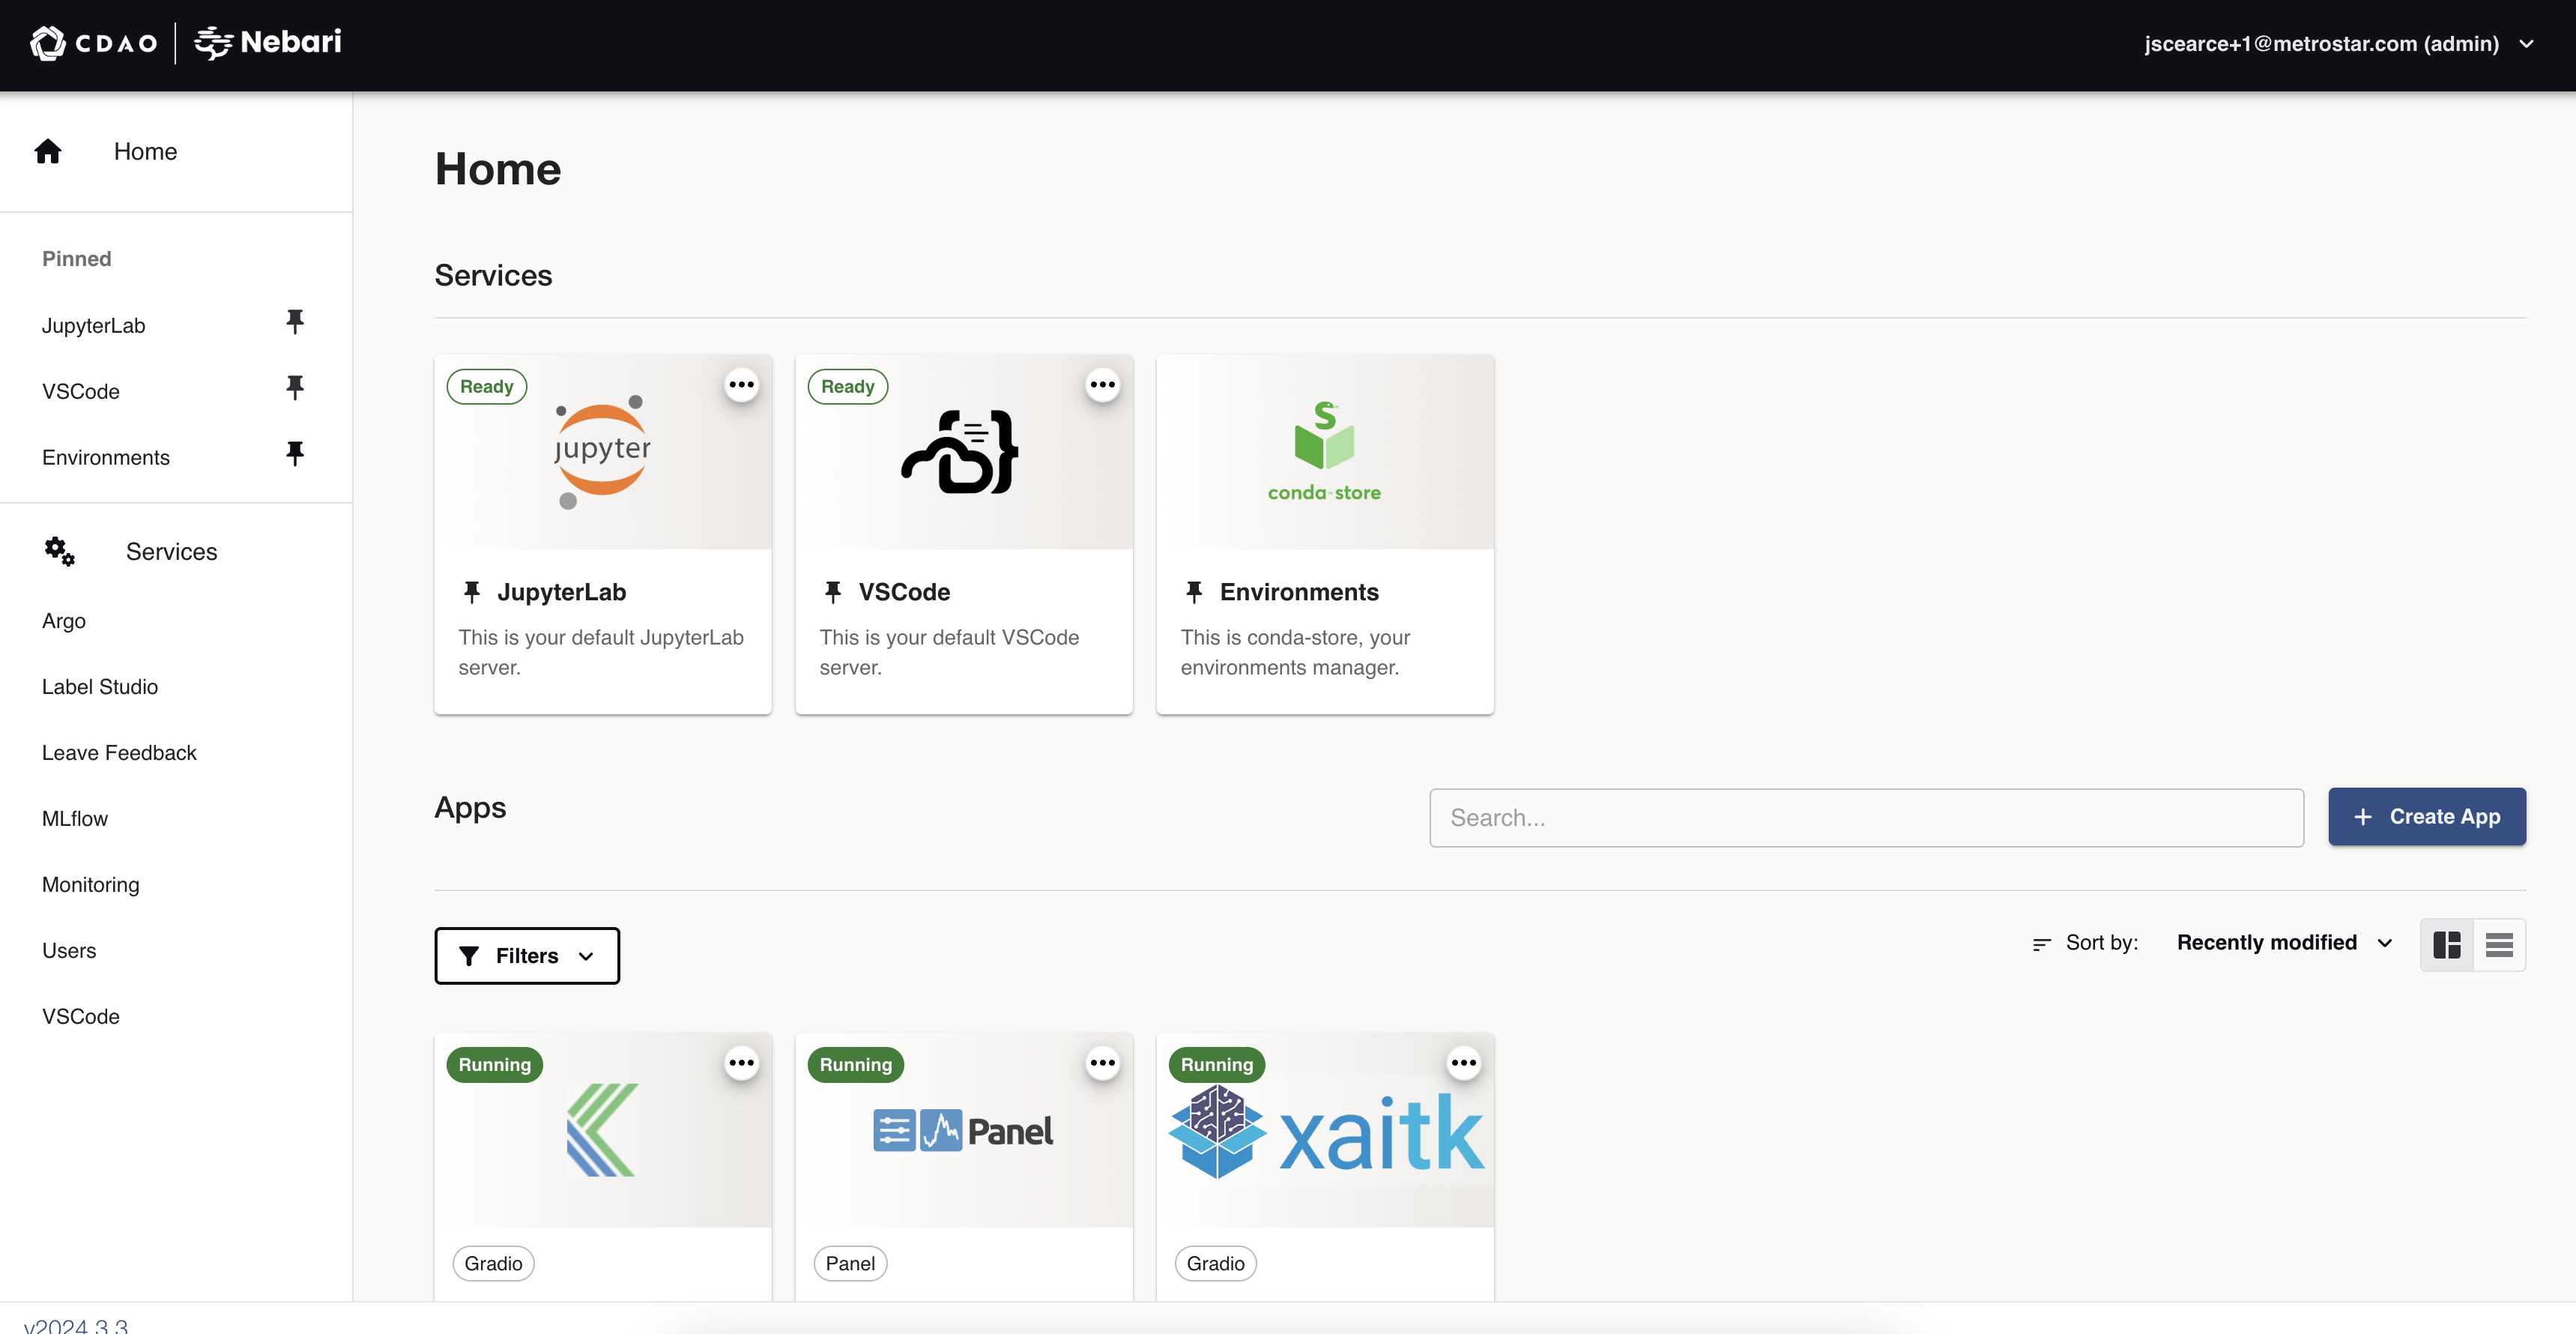 CDAO Nebari
jscearce+1@metrostar.com (admin)
Home
Pinned
JupyterLab
VSCode
Environments
Services
Argo
Label Studio
Leave Feedback
MLflow
Monitoring
Users
VSCode
v2024.3.3
Home
Services
Ready
jupyter
JupyterLab
This is your default JupyterLab
server.
Ready
VSCode
This is your default VSCode
server.
conda-store
Environments
This is conda-store, your
environments manager.
Apps
Search...
Create App
Filters
Sort by: Recently modified
Running
Gradio
Running
Panel
Panel
Running
xaitk
Gradio